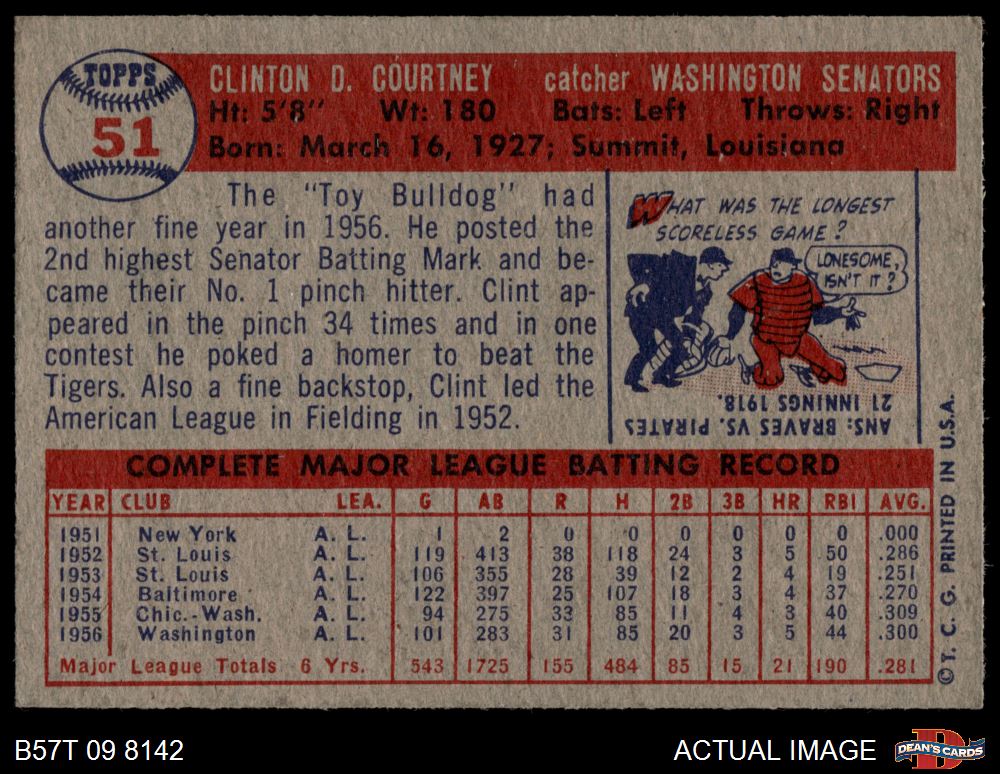 TOPPS
51
CLINTON D. COURTNEY catcher WASHINGTON SENATORS
Ht: 5'8" Wt: 180 Bats: Left Throws: Right
Born: March 16, 1927; Summit, Louisiana
The "Toy Bulldog" had
another fine year in 1956. He posted the
2nd highest Senator Batting Mark and be-
came their No. 1 pinch hitter. Clint ap-
peared in the pinch 34 times and in one
contest he poked a homer to beat the
Tigers. Also a fine backstop, Clint led the
American League in Fielding in 1952.
WHAT WAS THE LONGEST
SCORELESS GAME?
LONESOME,
ISN'T IT?
ANS: BRAVES VS. PIRATES
21 INNINGS 1918.
COMPLETE MAJOR LEAGUE BATTING RECORD
YEAR CLUB LEA. G AB R H 2B 3B HR RBI AVG.
1951 New York A. L. 1 2 0 0 0 0 0 0 .000
1952 St. Louis A. L. 119 413 38 118 24 3 5 50 .286
1953 St. Louis A. L. 106 355 28 39 12 2 4 19 .251
1954 Baltimore A. L. 122 397 25 107 18 3 4 37 .270
1955 Chic.-Wash. A. L. 94 275 33 85 11 4 3 40 .309
1956 Washington A. L. 101 283 31 85 20 3 5 44 .300
Major League Totals 6 Yrs. 543 1725 155 484 85 15 21 190 .281
© T. C. G. PRINTED IN U.S.A.
B57T 09 8142
ACTUAL IMAGE
DEAN'S CARDS